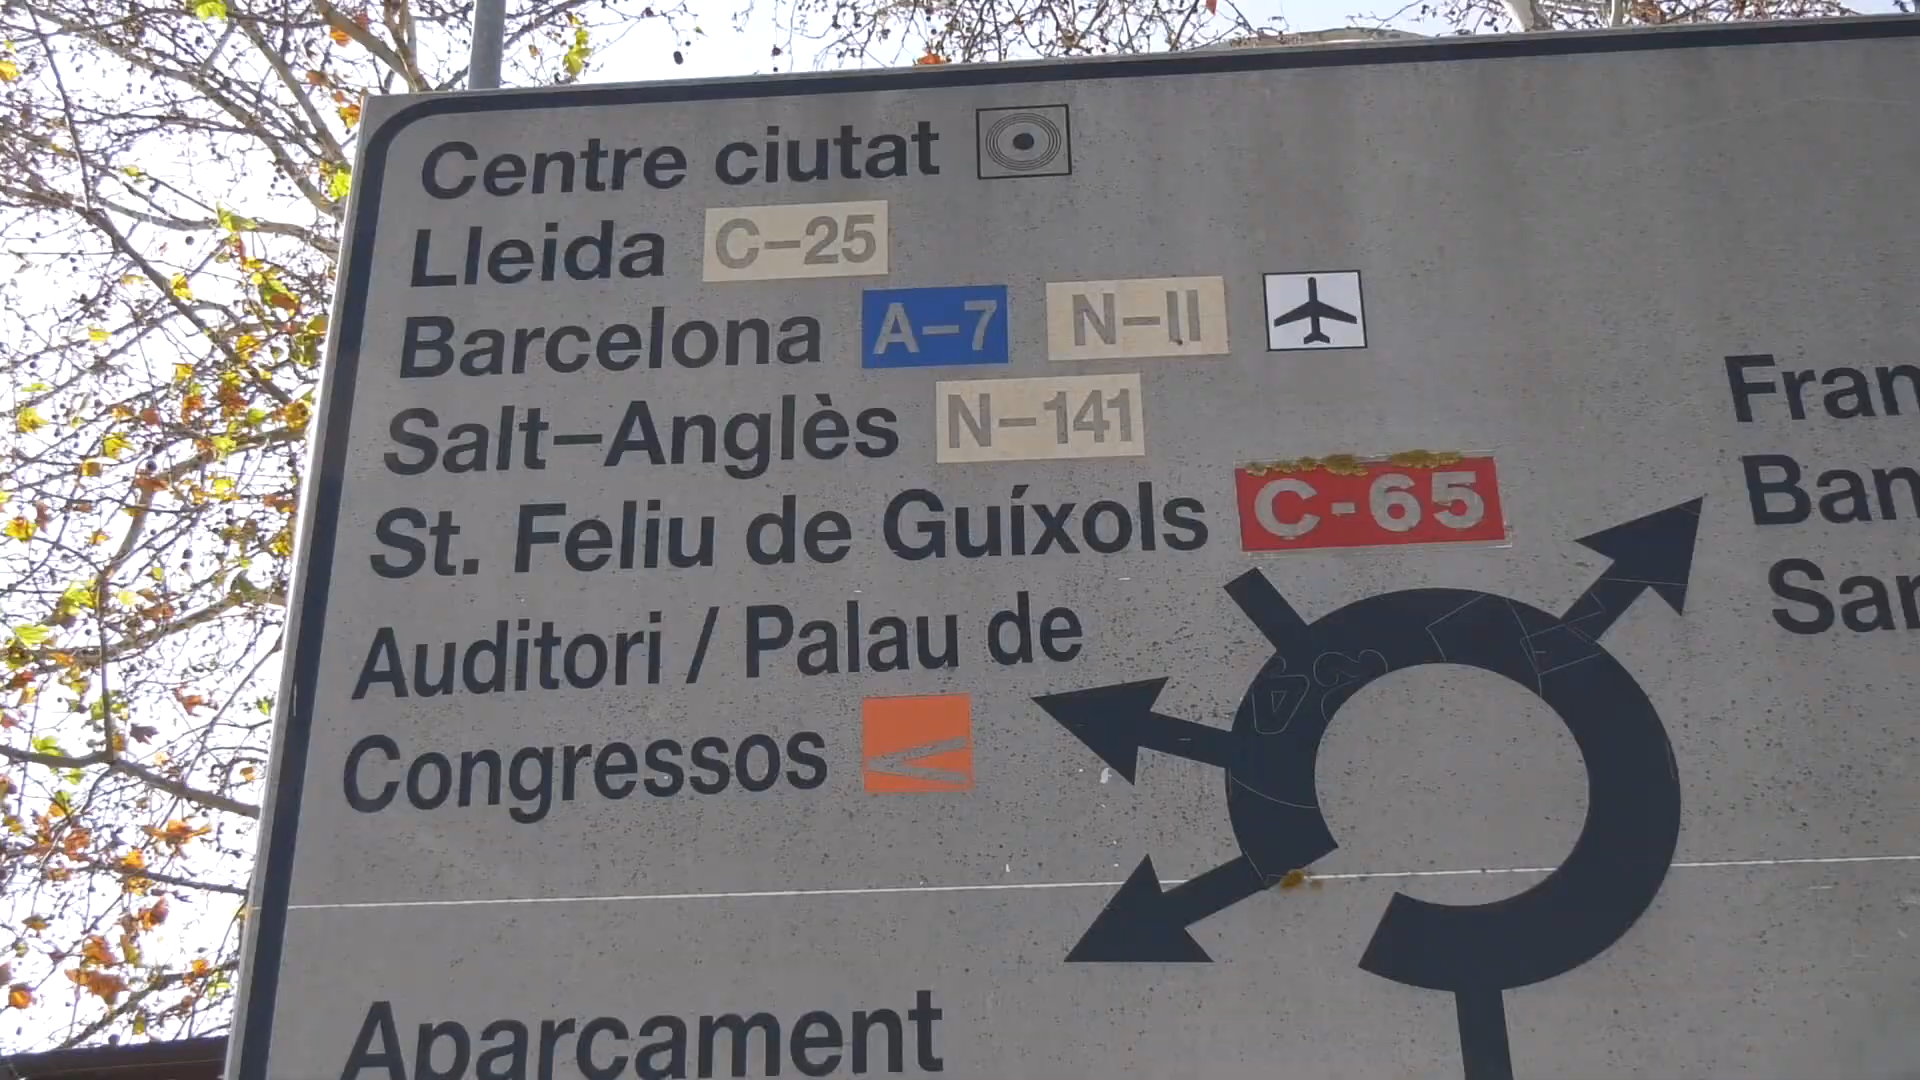 Centre ciutat
Lleida C-25
Barcelona A-7 N-II
Salt-Anglès N-141
St. Feliu de Guíxols C-65
Auditori / Palau de
Congressos
Aparcament
Fran
Ban